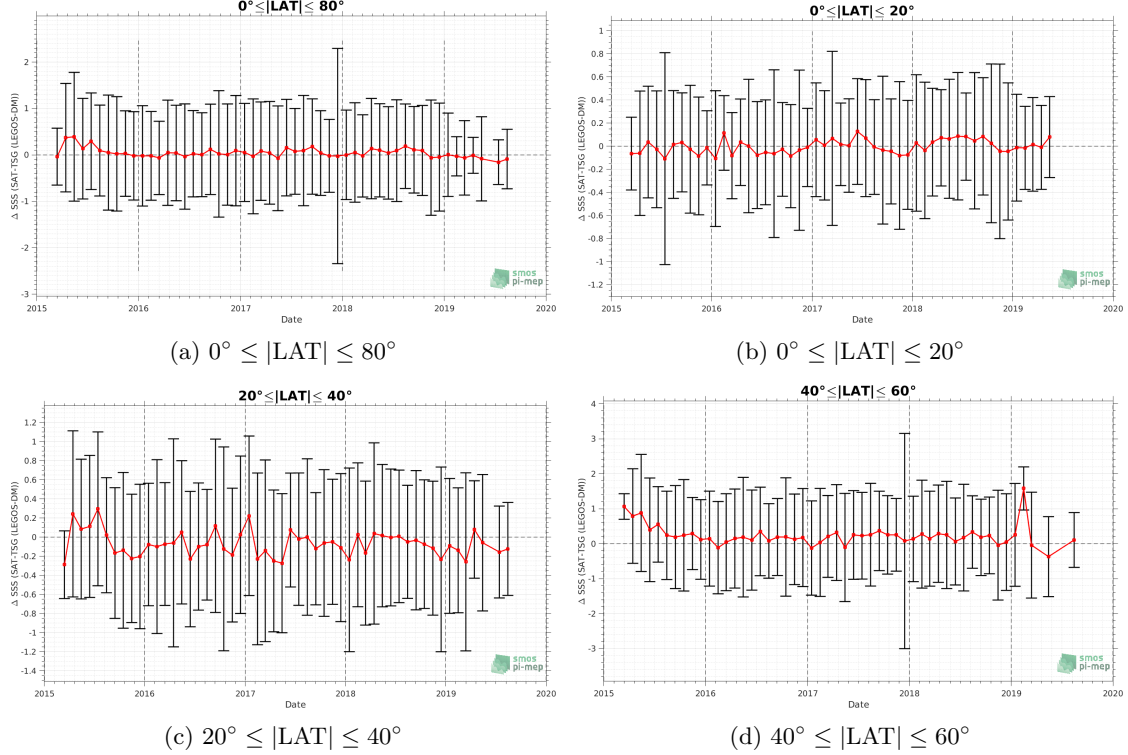 0°≤|LAT|≤ 80°
Δ SSS (SAT-TSG (LEGOS-DMI))
2
1
0
-1
-2
-3
2015 2016 2017 2018 2019 2020
Date
smos
pi-mep
(a) 0° ≤ |LAT| ≤ 80°
0°≤|LAT|≤ 20°
Δ SSS (SAT-TSG (LEGOS-DMI))
1
0.8
0.6
0.4
0.2
0
-0.2
-0.4
-0.6
-0.8
-1
-1.2
2015 2016 2017 2018 2019 2020
Date
smos
pi-mep
(b) 0° ≤ |LAT| ≤ 20°
20°≤|LAT|≤ 40°
Δ SSS (SAT-TSG (LEGOS-DMI))
1.2
1
0.8
0.6
0.4
0.2
0
-0.2
-0.4
-0.6
-0.8
-1
-1.2
-1.4
2015 2016 2017 2018 2019 2020
Date
smos
pi-mep
(c) 20° ≤ |LAT| ≤ 40°
40°≤|LAT|≤ 60°
Δ SSS (SAT-TSG (LEGOS-DMI))
4
3
2
1
0
-1
-2
-3
2015 2016 2017 2018 2019 2020
Date
smos
pi-mep
(d) 40° ≤ |LAT| ≤ 60°